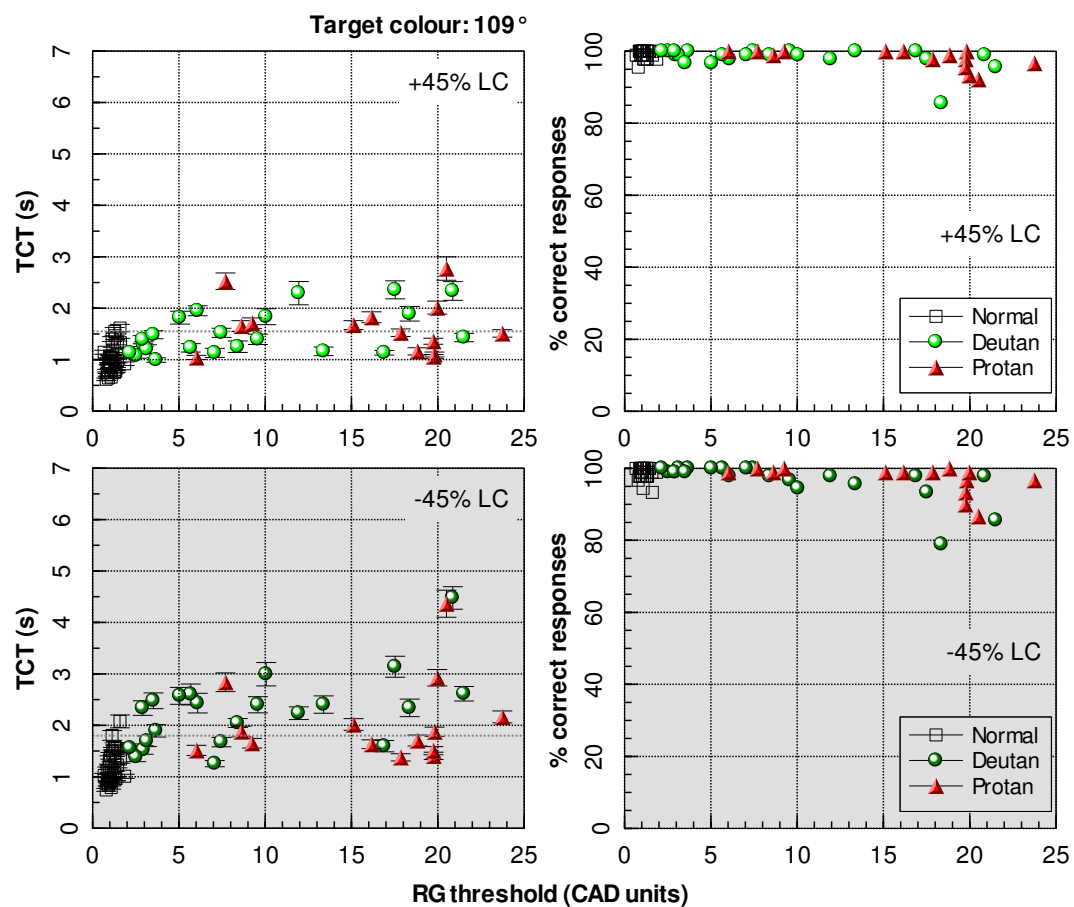 Target colour: 109°
7
6
5
4
3
2
1
0
TCT (s)
+45% LC
0 5 10 15 20 25
100
80
60
40
20
0
% correct responses
+45% LC
Normal
Deutan
Protan
0 5 10 15 20 25
7
6
5
4
3
2
1
0
TCT (s)
-45% LC
0 5 10 15 20 25
100
80
60
40
20
0
% correct responses
-45% LC
Normal
Deutan
Protan
0 5 10 15 20 25
RG threshold (CAD units)